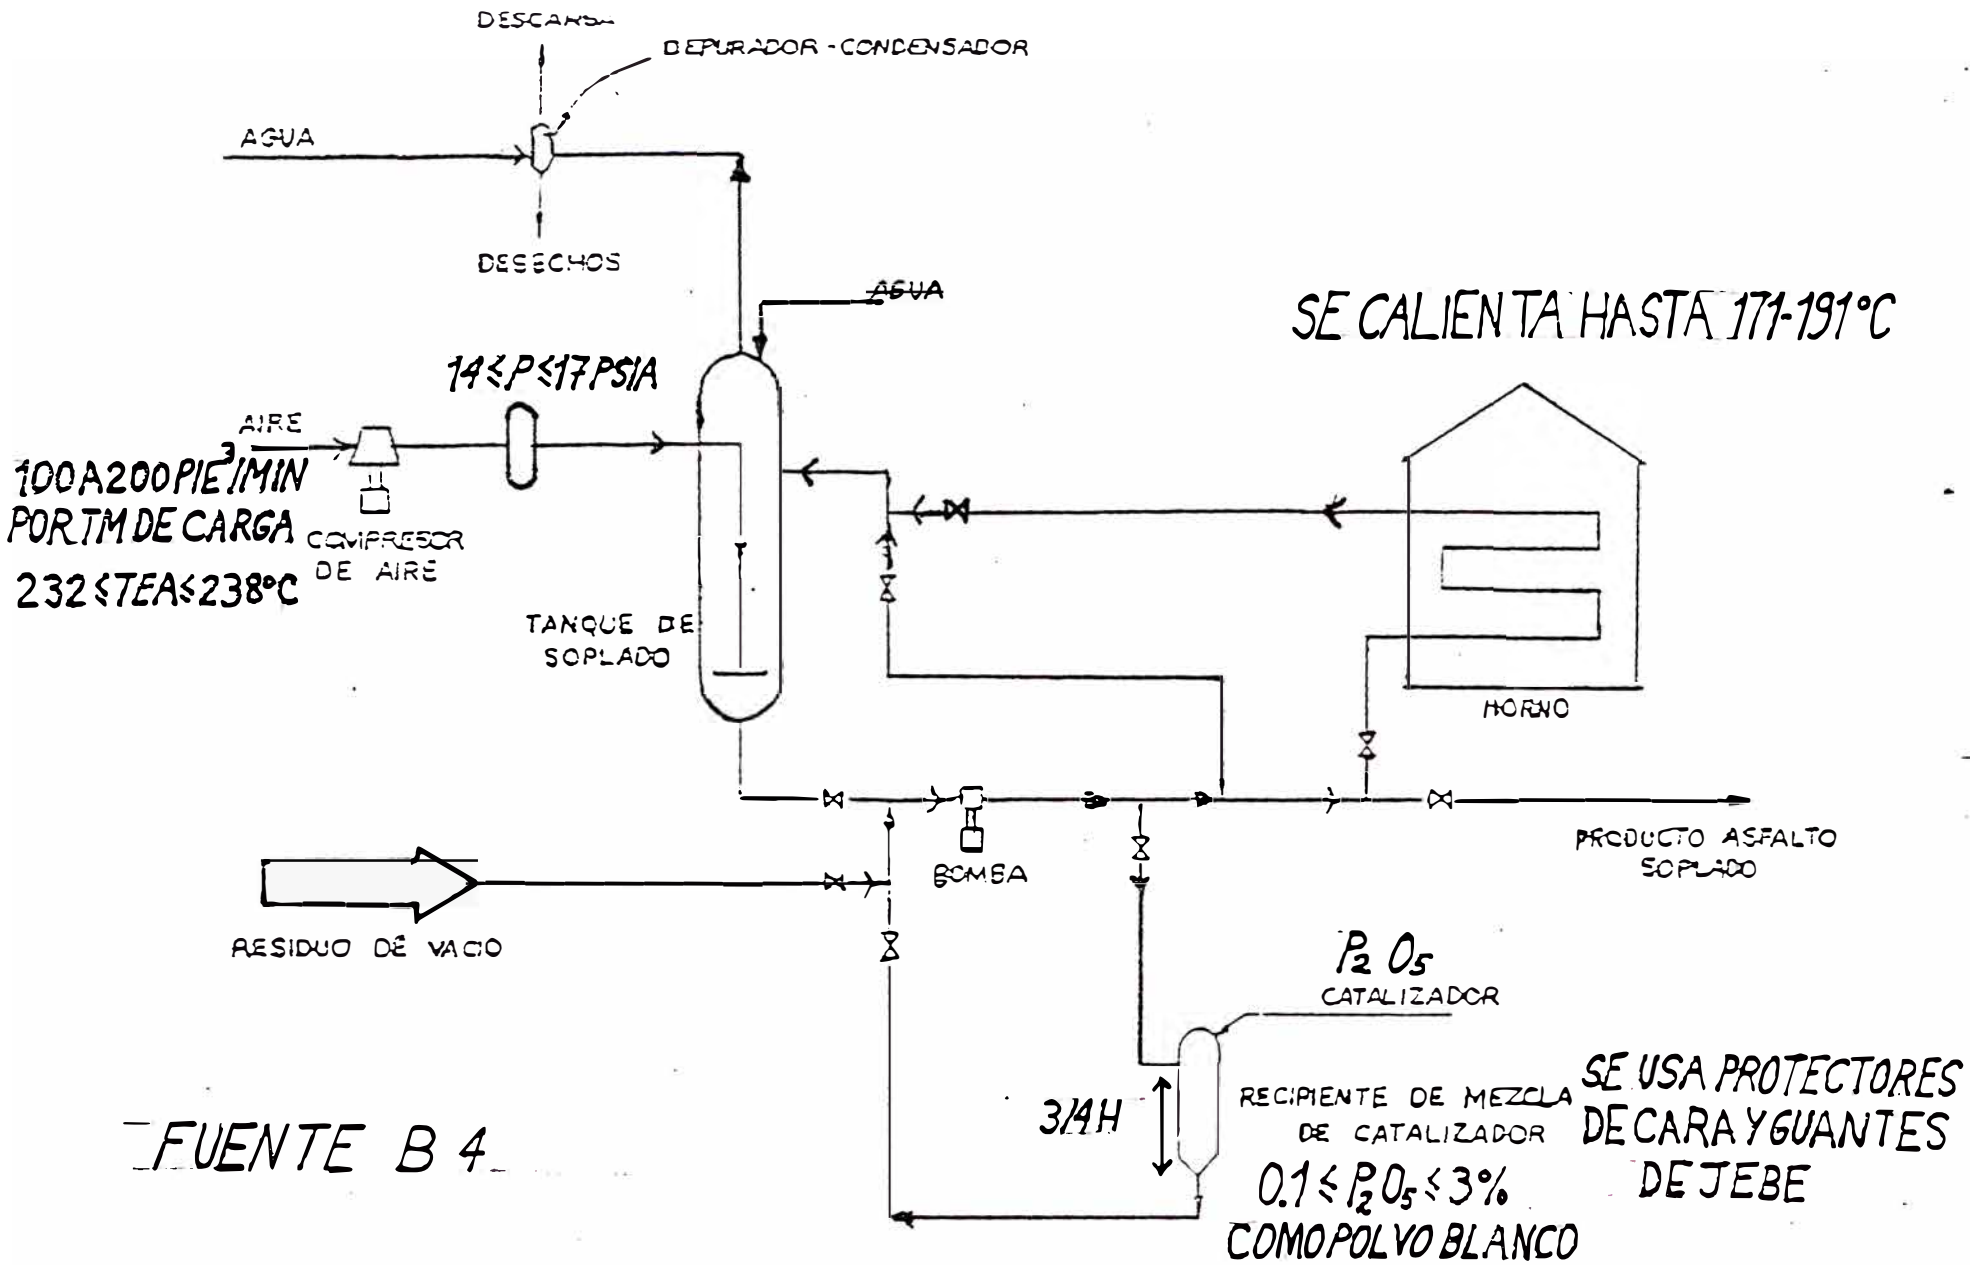 DESCARGA
DEPURADOR-CONDENSADOR
AGUA
DESECHOS
AGUA
SE CALIENTA HASTA 171-191°C
14≤P≤17 PSIA
AIRE
100 A 200 PIE³/MIN
POR TM DE CARGA
232≤TEA≤238°C
COMPRESOR
DE AIRE
TANQUE DE
SOPLADO
HORNO
BOMBA
PRODUCTO ASFALTO
SOPLADO
RESIDUO DE VACIO
P₂O₅
CATALIZADOR
3/4H
RECIPIENTE DE MEZCLA
DE CATALIZADOR
0.1≤P₂O₅≤3%
COMO POLVO BLANCO
SE USA PROTECTORES
DE CARA Y GUANTES
DE JEBE
FUENTE B 4